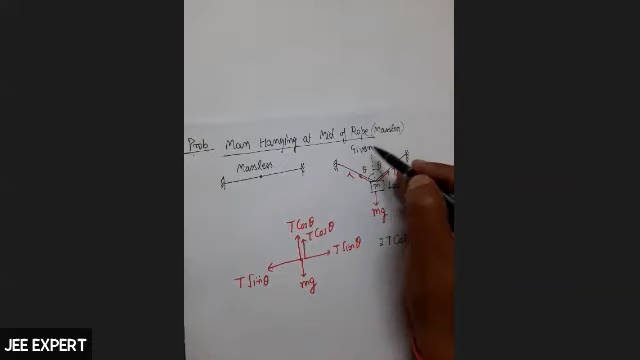 Prob. Man Hanging at Mid of Rope (Massless)
Given
Massless
θ θ
m
mg
T Cosθ
T Cosθ
T Sinθ
T Sinθ
mg
2 T Cos
JEE EXPERT